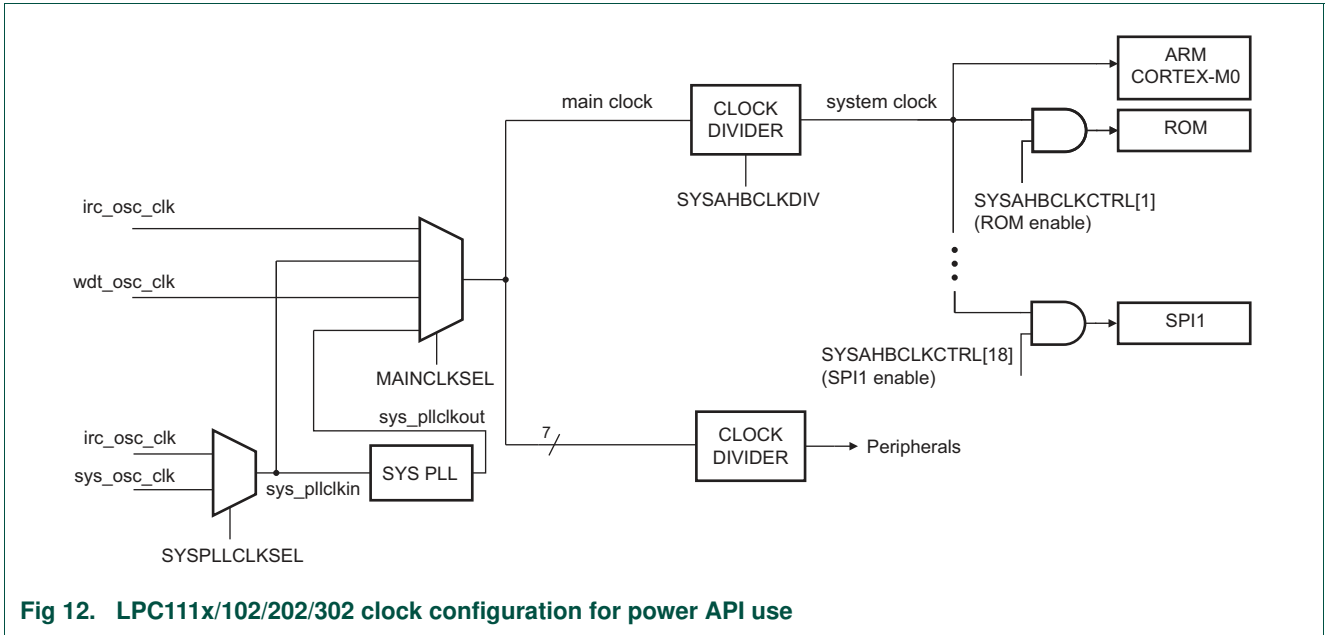 ARM
CORTEX-M0
main clock
CLOCK
DIVIDER
system clock
ROM
SYSAHBCLKDIV
SYSAHBCLKCTRL[1]
(ROM enable)
irc_osc_clk
wdt_osc_clk
SPI1
SYSAHBCLKCTRL[18]
(SPI1 enable)
MAINCLKSEL
sys_pllclkout
irc_osc_clk
sys_osc_clk
sys_pllclkin
SYS PLL
7
CLOCK
DIVIDER
Peripherals
SYSPLLCLKSEL
Fig 12. LPC111x/102/202/302 clock configuration for power API use